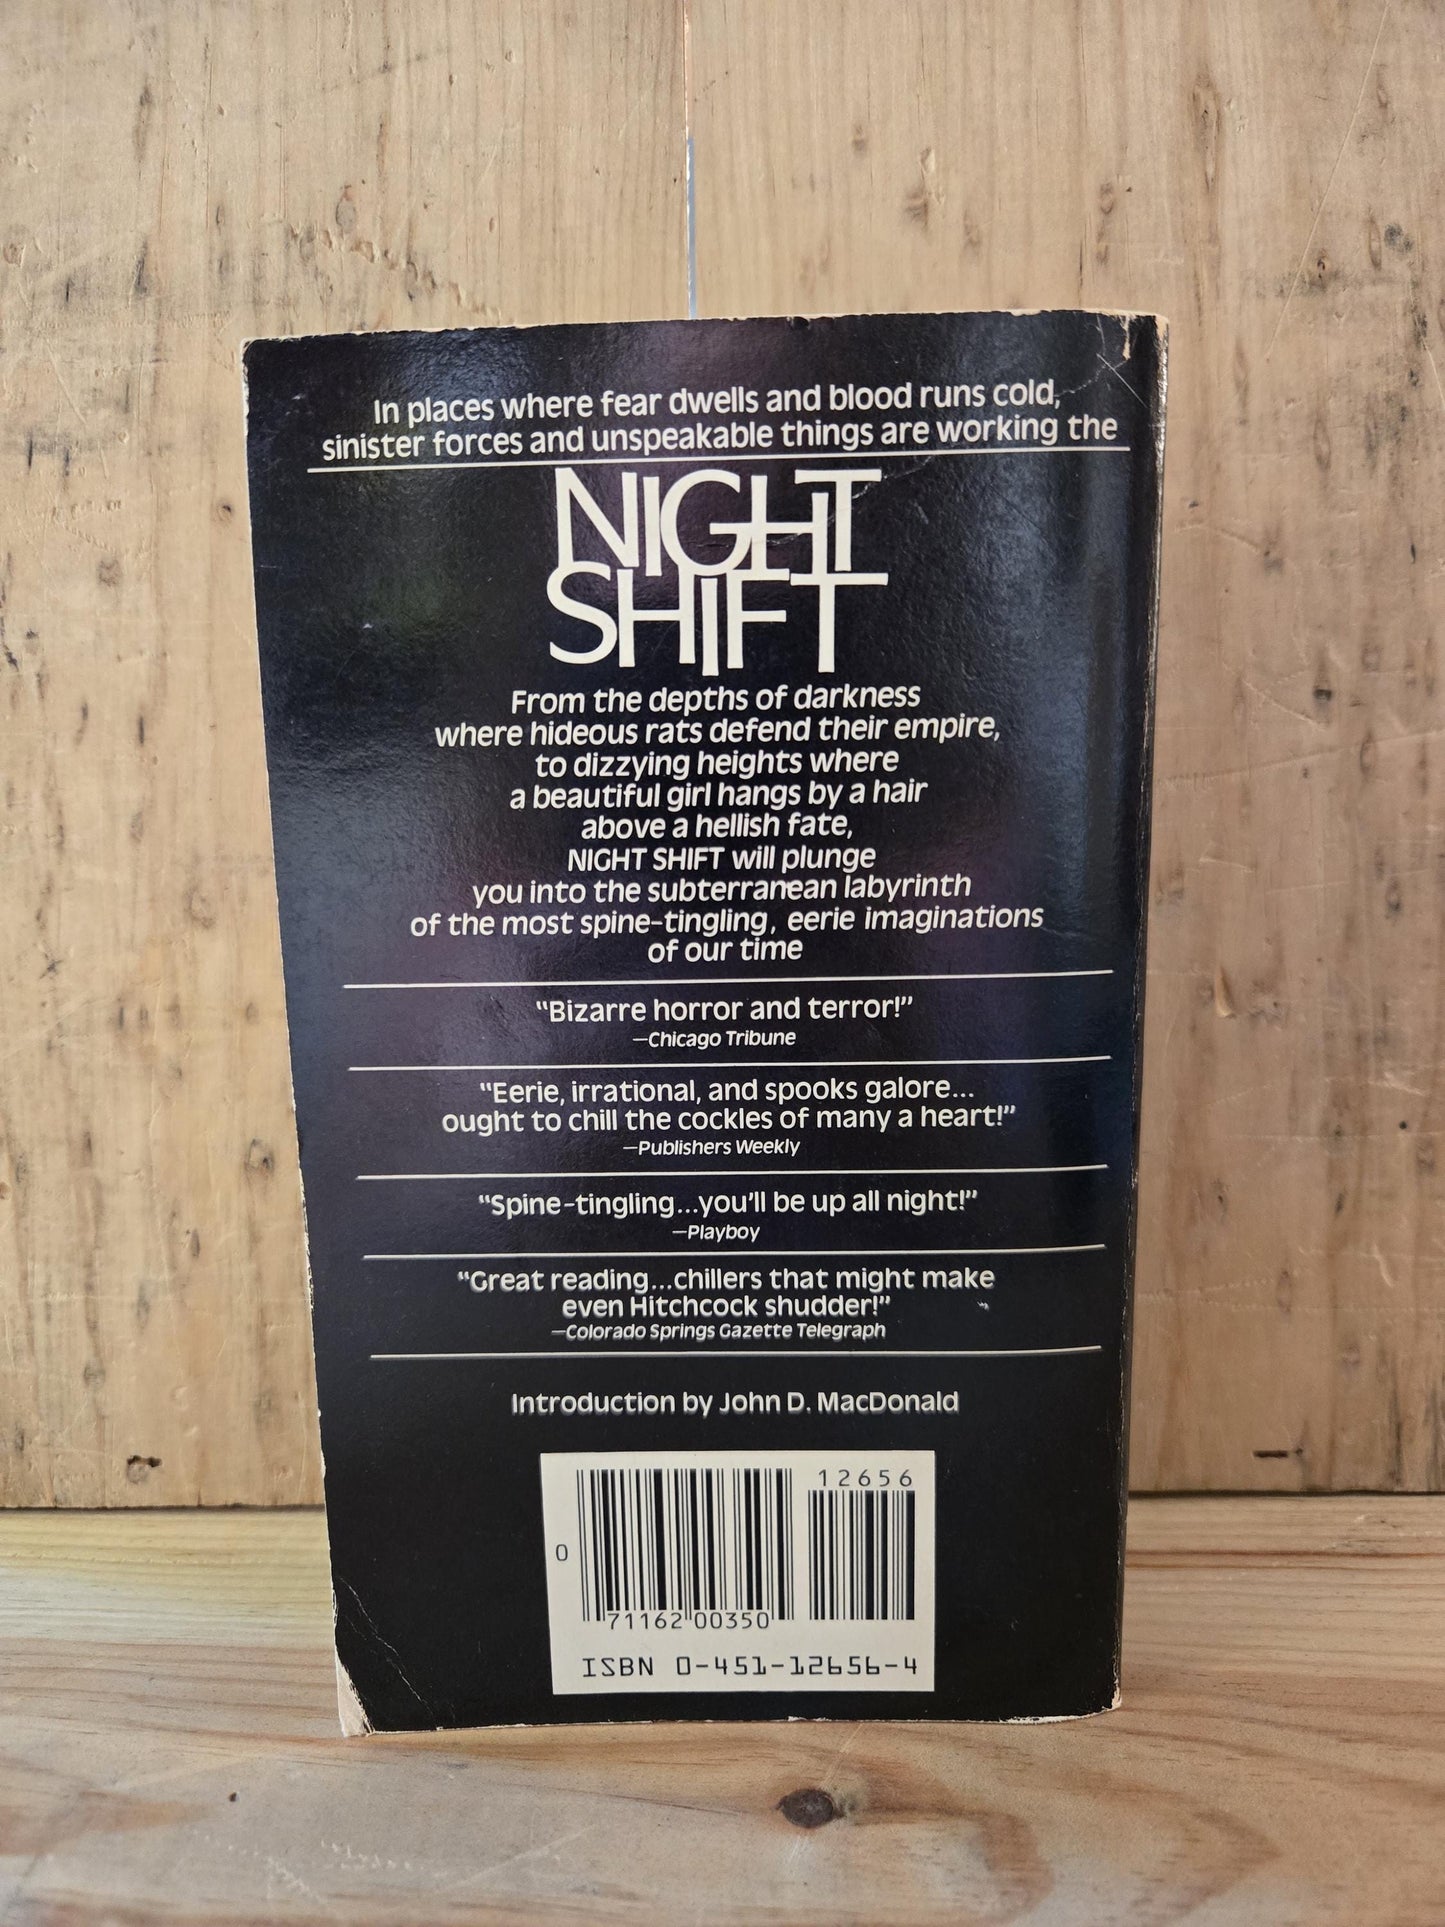 In places where fear dwells and blood runs cold,
sinister forces and unspeakable things are working the
NIGHT
SHIFT
From the depths of darkness
where hideous rats defend their empire,
to dizzying heights where
a beautiful girl hangs by a hair
above a hellish fate,
NIGHT SHIFT will plunge
you into the subterranean labyrinth
of the most spine-tingling, eerie imaginations
of our time
"Bizarre horror and terror!"
—Chicago Tribune
"Eerie, irrational, and spooks galore...
ought to chill the cockles of many a heart!"
—Publishers Weekly
"Spine-tingling...you'll be up all night!"
—Playboy
"Great reading...chillers that might make
even Hitchcock shudder!"
—Colorado Springs Gazette Telegraph
Introduction by John D. MacDonald
12656
0
71162 00350
ISBN 0-451-12656-4